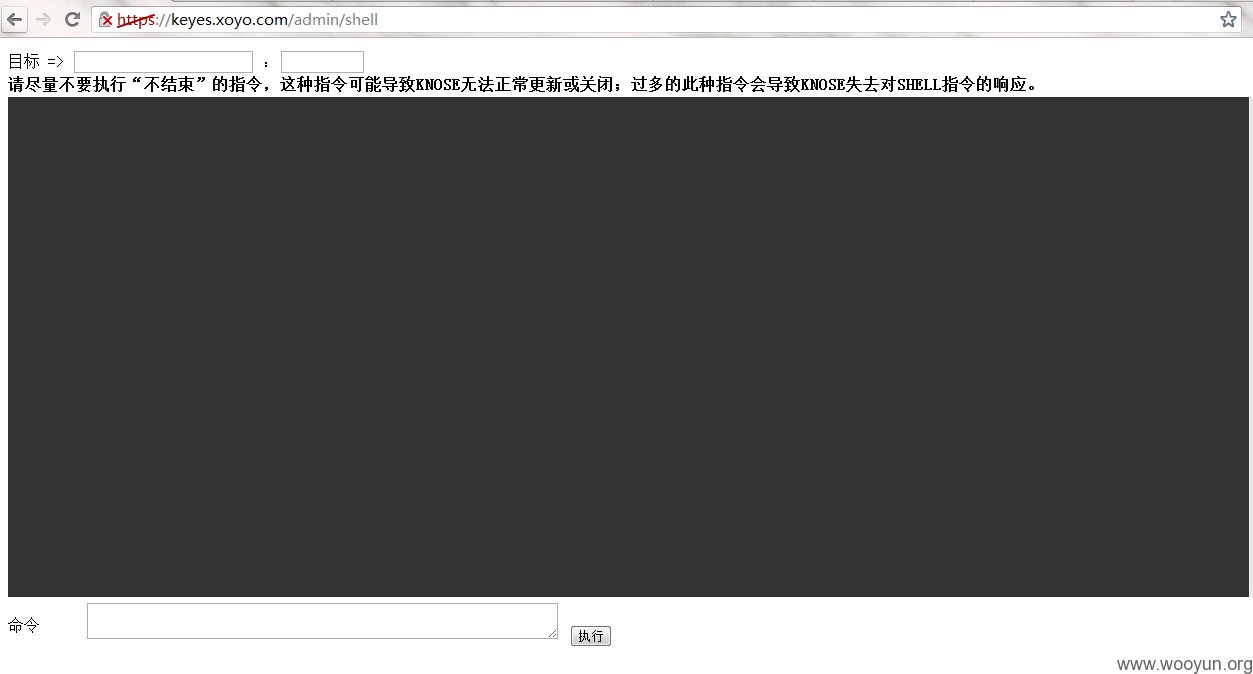 https://keyes.xoyo.com/admin/shell
目标 => :
请尽量不要执行“不结束”的指令，这种指令可能导致KNOSE无法正常更新或关闭；过多的此种指令会导致KNOSE失去对SHELL指令的响应。
命令
执行
www.wooyun.org